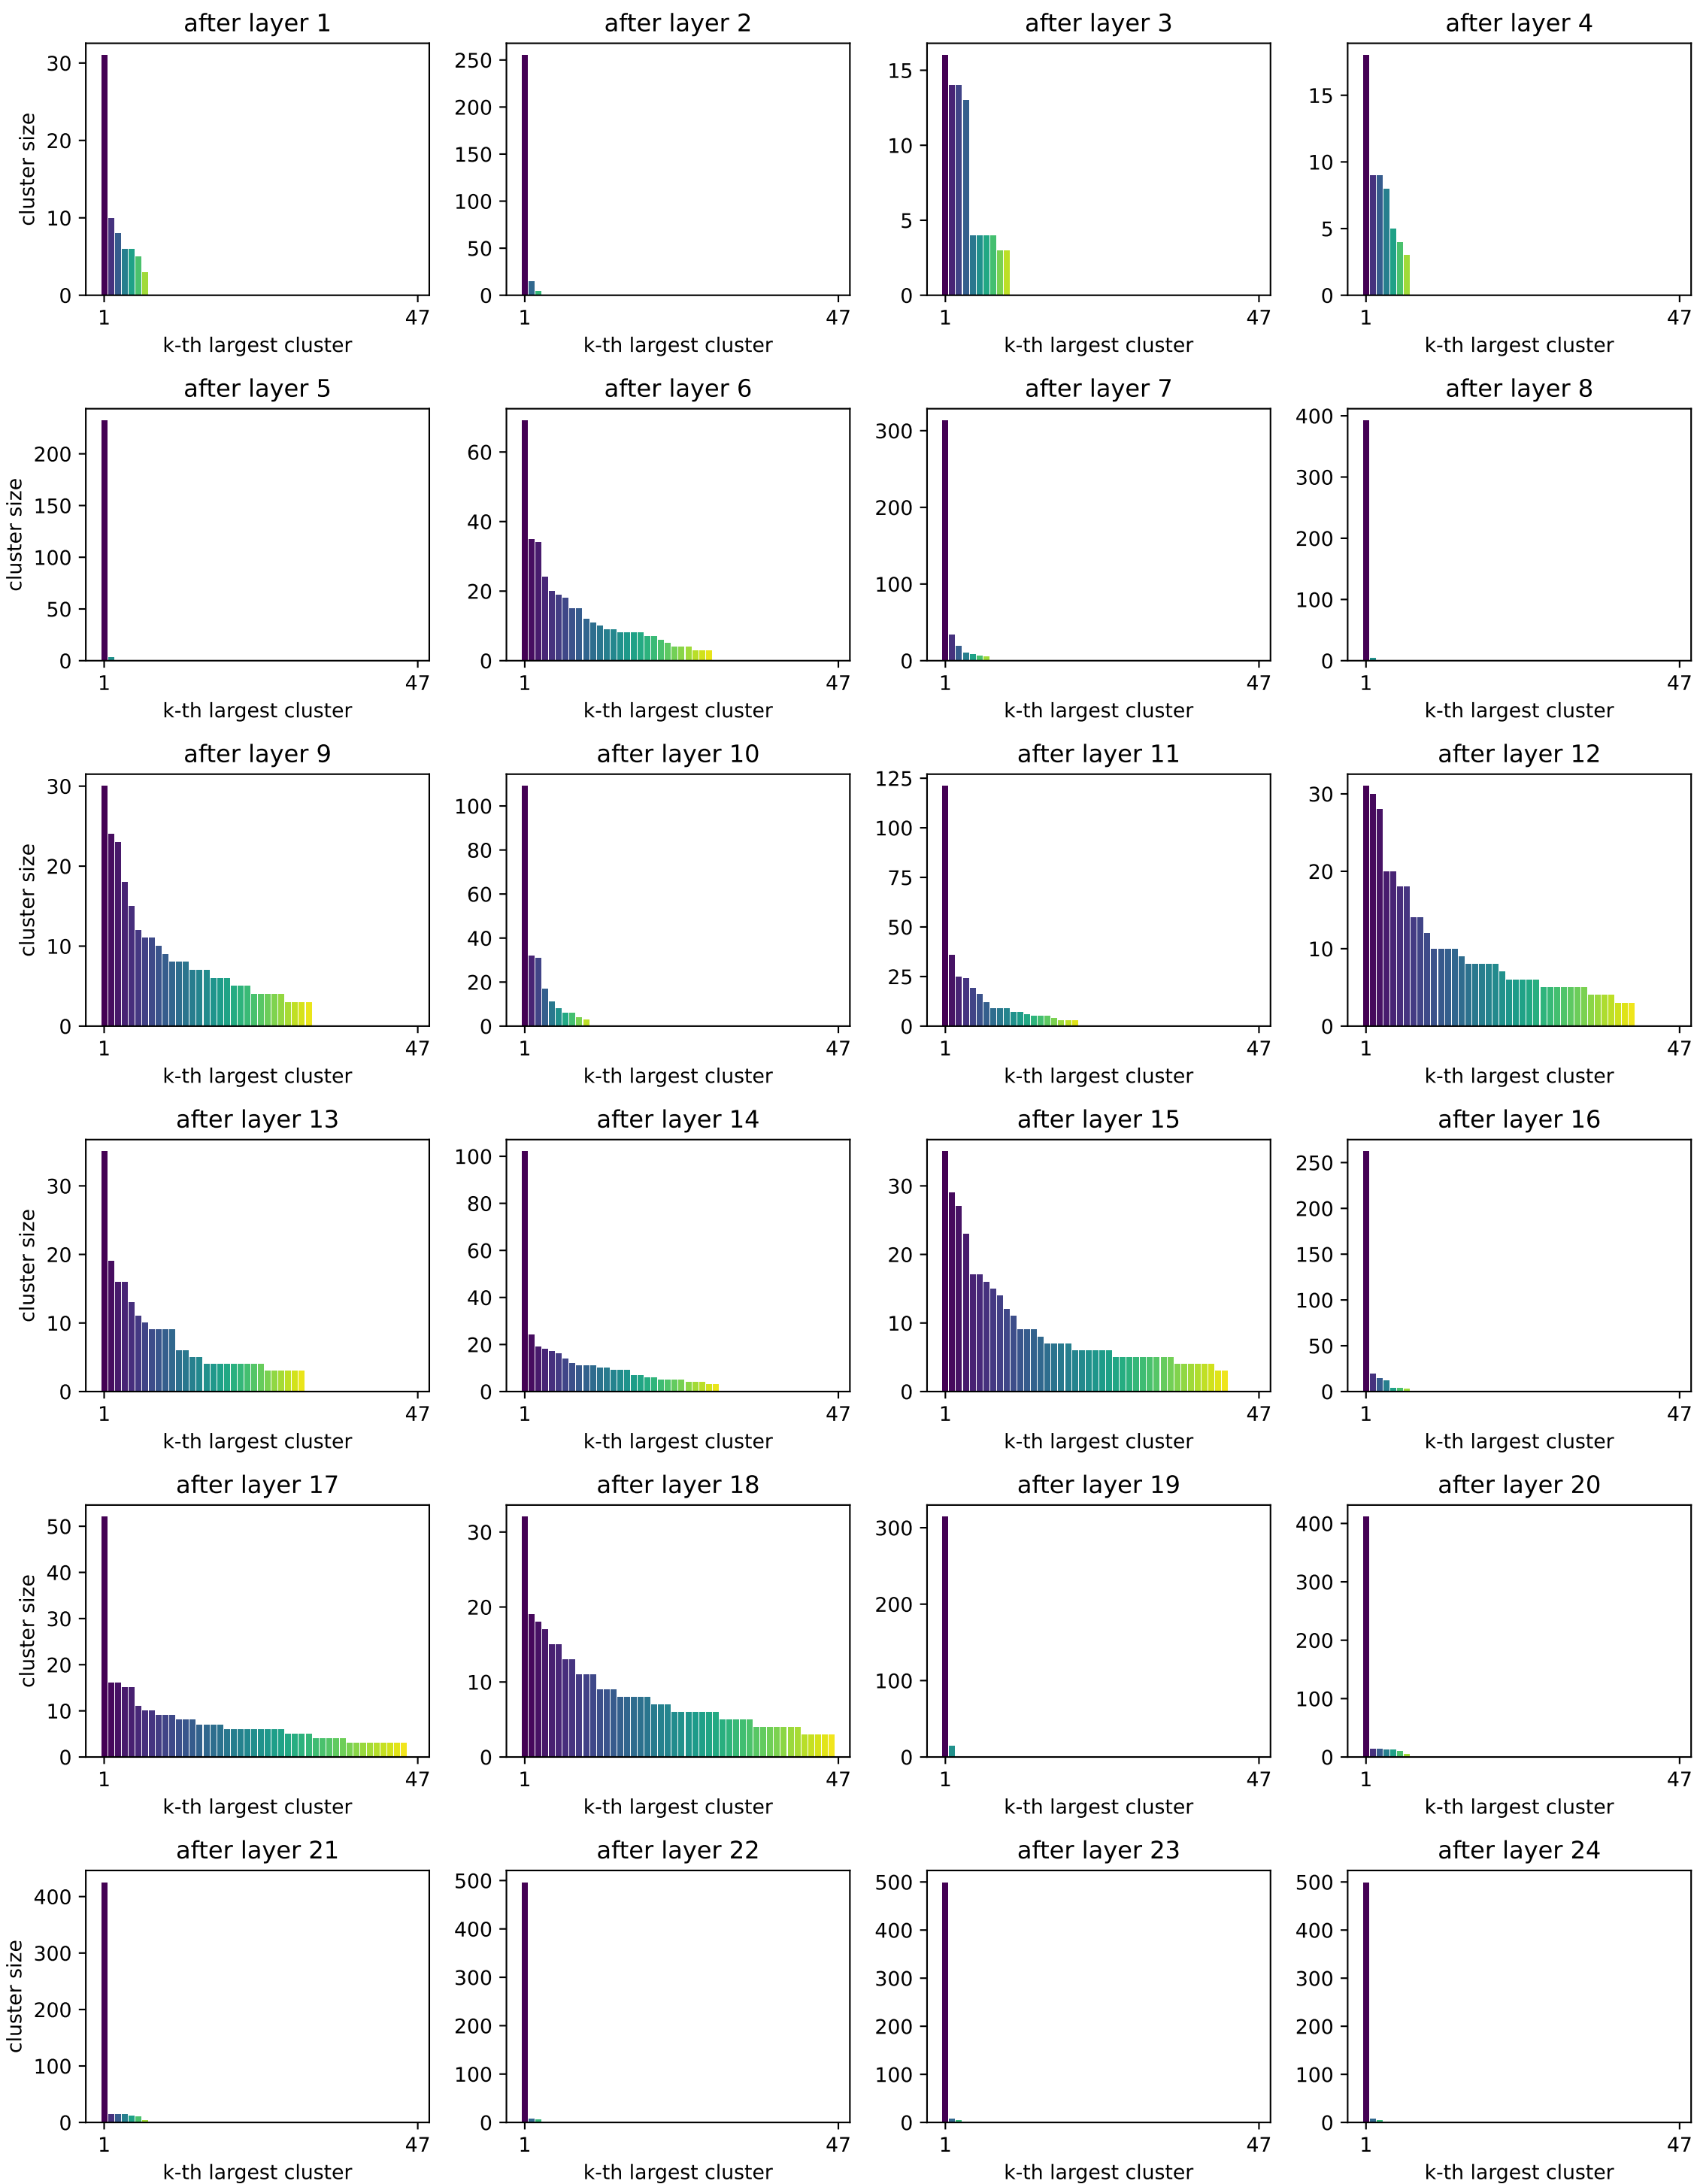 after layer 1
after layer 2
after layer 3
after layer 4
cluster size
30
20
10
0
250
200
150
100
50
0
15
10
5
0
15
10
5
0
1 47
1 47
1 47
1 47
k-th largest cluster
k-th largest cluster
k-th largest cluster
k-th largest cluster
after layer 5
after layer 6
after layer 7
after layer 8
cluster size
200
150
100
50
0
60
40
20
0
300
200
100
0
400
300
200
100
0
1 47
1 47
1 47
1 47
k-th largest cluster
k-th largest cluster
k-th largest cluster
k-th largest cluster
after layer 9
after layer 10
after layer 11
after layer 12
cluster size
30
20
10
0
100
80
60
40
20
0
125
100
75
50
25
0
30
20
10
0
1 47
1 47
1 47
1 47
k-th largest cluster
k-th largest cluster
k-th largest cluster
k-th largest cluster
after layer 13
after layer 14
after layer 15
after layer 16
cluster size
30
20
10
0
100
80
60
40
20
0
30
20
10
0
250
200
150
100
50
0
1 47
1 47
1 47
1 47
k-th largest cluster
k-th largest cluster
k-th largest cluster
k-th largest cluster
after layer 17
after layer 18
after layer 19
after layer 20
cluster size
50
40
30
20
10
0
30
20
10
0
300
200
100
0
400
300
200
100
0
1 47
1 47
1 47
1 47
k-th largest cluster
k-th largest cluster
k-th largest cluster
k-th largest cluster
after layer 21
after layer 22
after layer 23
after layer 24
cluster size
400
300
200
100
0
500
400
300
200
100
0
500
400
300
200
100
0
500
400
300
200
100
0
1 47
1 47
1 47
1 47
k-th largest cluster
k-th largest cluster
k-th largest cluster
k-th largest cluster